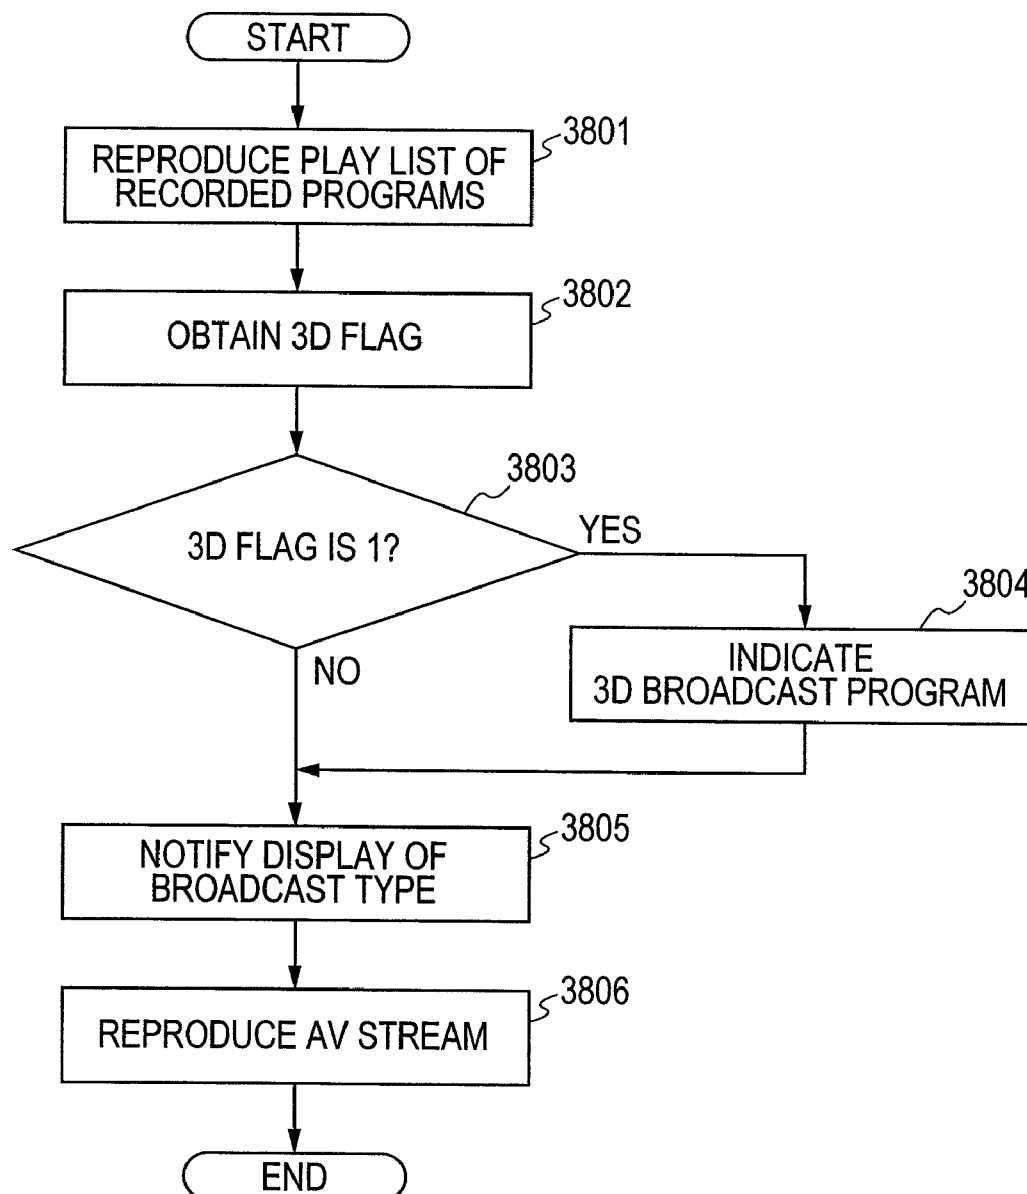 START
3801
REPRODUCE PLAY LIST OF
RECORDED PROGRAMS
3802
OBTAIN 3D FLAG
3803
3D FLAG IS 1?
YES
3804
INDICATE
3D BROADCAST PROGRAM
NO
3805
NOTIFY DISPLAY OF
BROADCAST TYPE
3806
REPRODUCE AV STREAM
END